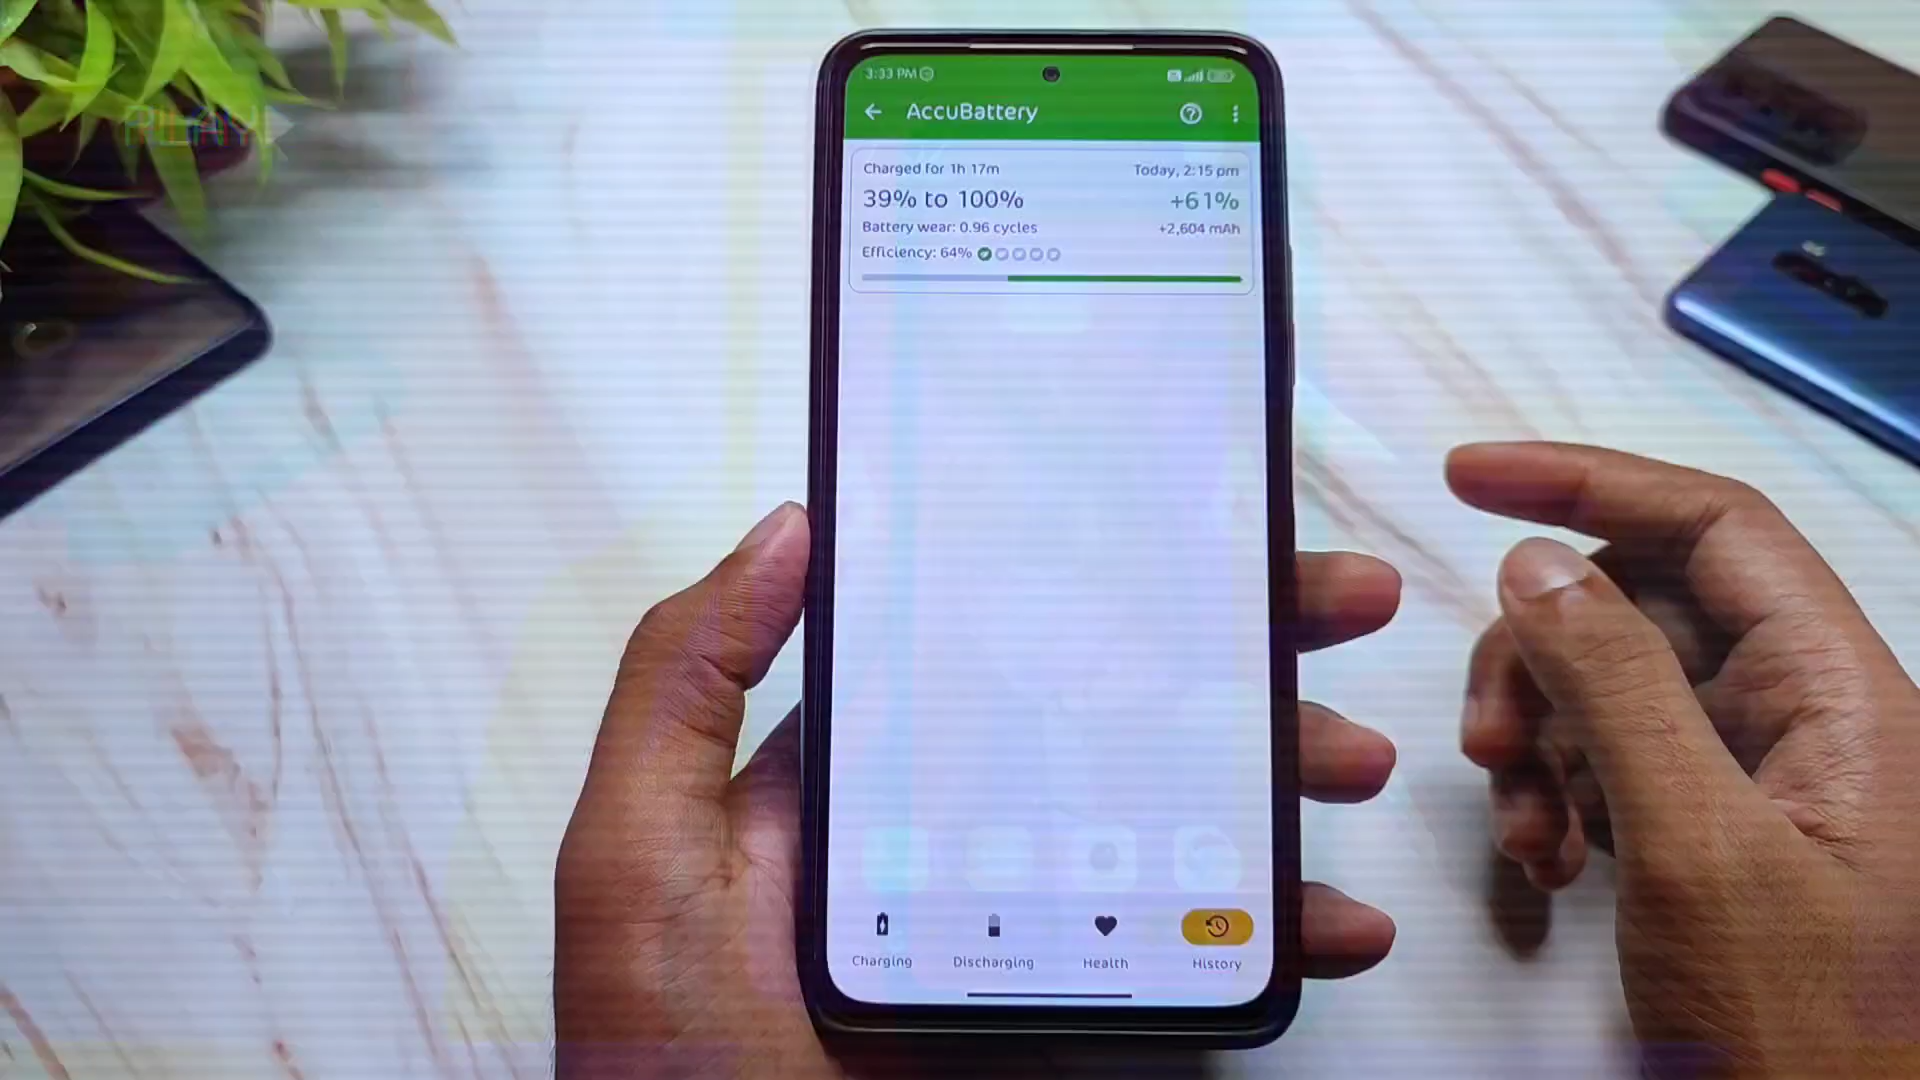 3:33 PM
AccuBattery
Charged for 1h 17m
Today, 2:15 pm
39% to 100%
+61%
Battery wear: 0.96 cycles
+2,604 mAh
Efficiency: 64%
Charging
Discharging
Health
History